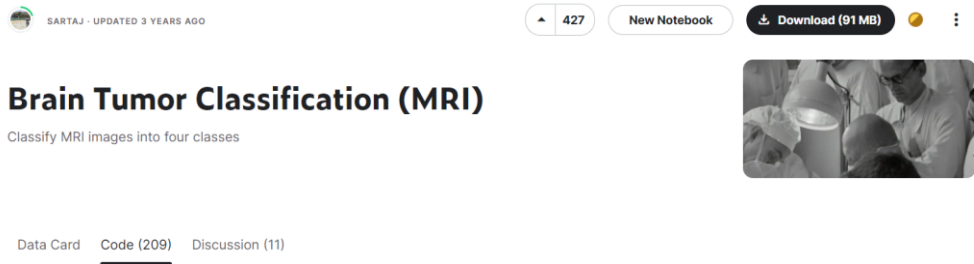 SARTAJ · UPDATED 3 YEARS AGO
427
New Notebook
Download (91 MB)
Brain Tumor Classification (MRI)
Classify MRI images into four classes
Data Card
Code (209)
Discussion (11)